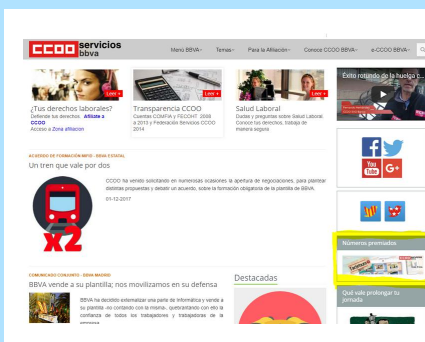 CCOO servicios
bbva
Menú BBVA
Temas
Para la Afiliación
Conoce CCOO BBVA
e-CCOO BBVA
Leer +
Leer +
Leer +
¿Tus derechos laborales?
Defiende tus derechos. Afíliate a
CCOO.
Acceso a Zona afiliacion
Transparencia CCOO
Cuentas COMFIA y FECOHT 2008
a 2013 y Federación Servicios CCOO
2014
Salud Laboral
Dudas y preguntas sobre Salud Laboral
Conoce tus derechos, trabaja de
manera segura
Éxito rotundo de la huelga e...
ACUERDO DE FORMACIÓN MIFID - BBVA ESTATAL
Un tren que vale por dos
x2
CCOO ha venido solicitando en numerosas ocasiones la apertura de negociaciones, para plantear
distintas propuestas y debatir un acuerdo, sobre la formación obligatoria de la plantilla de BBVA.
01-12-2017
f
You
Tube
G+
Números premiados
Qué vale prolongar tu
jornada
COMUNICADO CONJUNTO - BBVA MADRID
BBVA vende a su plantilla; nos movilizamos en su defensa
BBVA ha decidido externalizar una parte de Informática y vende a
su plantilla -no contando con la misma-, quebrantando con ello la
confianza de todos los trabajadores y trabajadoras de la
empresa
Destacadas